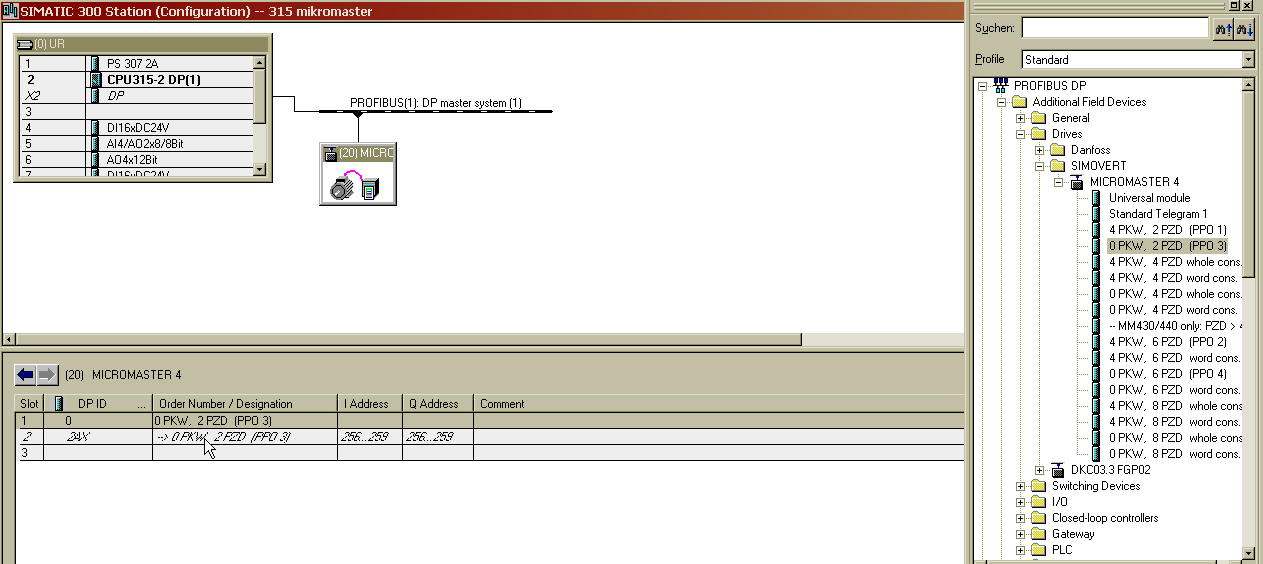 SIMATIC 300 Station (Configuration) -- 315 mikromaster
(0) UR
1 PS 307 2A
2 CPU315-2 DP(1)
X2 DP
3
4 DI16xDC24V
5 AI4/AO2x8/8Bit
6 AO4x12Bit
7 DI16xDC24V
PROFIBUS(1): DP master system (1)
(20) MICRC
(20) MICROMASTER 4
Slot DP ID ... Order Number / Designation I Address Q Address Comment
1 0 0 PKW, 2 PZD (PPO 3)
2 2AX --> 0 PKW, 2 PZD (PPO 3) 256...259 256...259
3
Suchen:
Profile Standard
PROFIBUS DP
Additional Field Devices
General
Drives
Danfoss
SIMOVERT
MICROMASTER 4
Universal module
Standard Telegram 1
4 PKW, 2 PZD (PPO 1)
0 PKW, 2 PZD (PPO 3)
4 PKW, 4 PZD whole cons.
4 PKW, 4 PZD word cons.
0 PKW, 4 PZD whole cons.
0 PKW, 4 PZD word cons.
-- MM430/440 only: PZD > 4
4 PKW, 6 PZD (PPO 2)
4 PKW, 6 PZD word cons.
0 PKW, 6 PZD (PPO 4)
0 PKW, 6 PZD word cons.
4 PKW, 8 PZD whole cons.
4 PKW, 8 PZD word cons.
0 PKW, 8 PZD whole cons.
0 PKW, 8 PZD word cons.
DKC03.3 FGP02
Switching Devices
I/O
Closed-loop controllers
Gateway
PLC